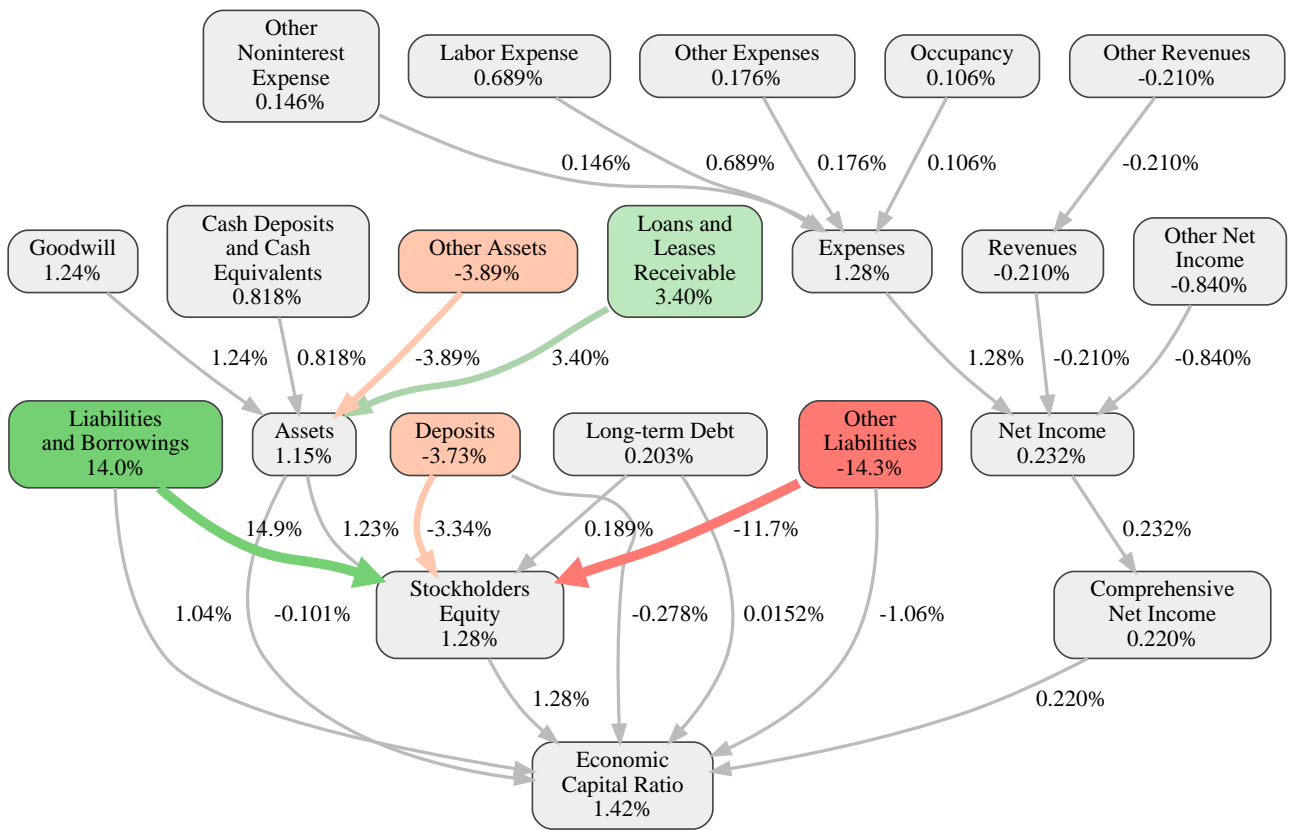 Other
Noninterest
Expense
0.146%
Labor Expense
0.689%
Other Expenses
0.176%
Occupancy
0.106%
Other Revenues
-0.210%
0.146%
0.689%
0.176%
0.106%
-0.210%
Goodwill
1.24%
Cash Deposits
and Cash
Equivalents
0.818%
Other Assets
-3.89%
Loans and
Leases
Receivable
3.40%
Expenses
1.28%
Revenues
-0.210%
Other Net
Income
-0.840%
1.24%
0.818%
-3.89%
3.40%
1.28%
-0.210%
-0.840%
Liabilities
and Borrowings
14.0%
Assets
1.15%
Deposits
-3.73%
Long-term Debt
0.203%
Other
Liabilities
-14.3%
Net Income
0.232%
14.9%
1.23%
-3.34%
0.189%
-11.7%
0.232%
Stockholders
Equity
1.28%
Comprehensive
Net Income
0.220%
1.04%
-0.101%
-0.278%
0.0152%
-1.06%
1.28%
0.220%
Economic
Capital Ratio
1.42%